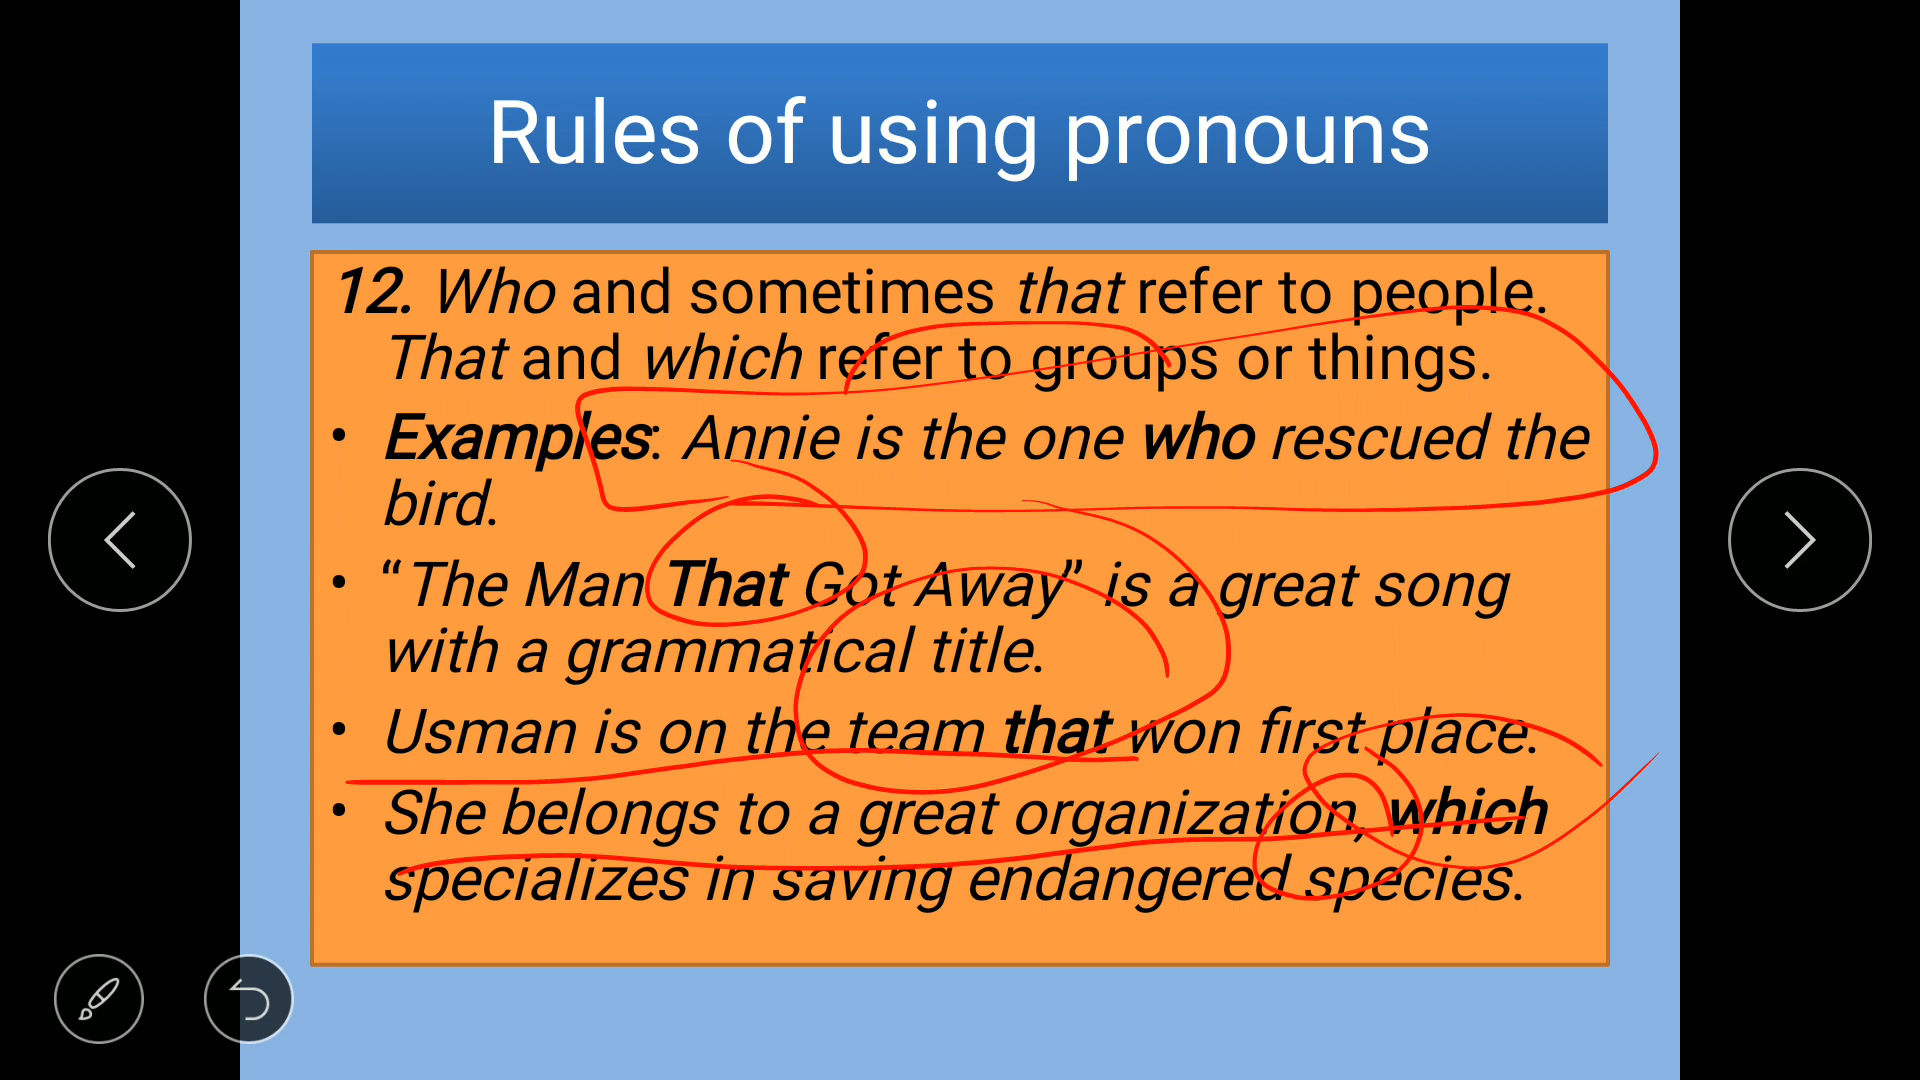 Rules of using pronouns
12. Who and sometimes that refer to people.
That and which refer to groups or things.
• Examples: Annie is the one who rescued the
bird.
• “The Man That Got Away” is a great song
with a grammatical title.
• Usman is on the team that won first place.
• She belongs to a great organization, which
specializes in saving endangered species.